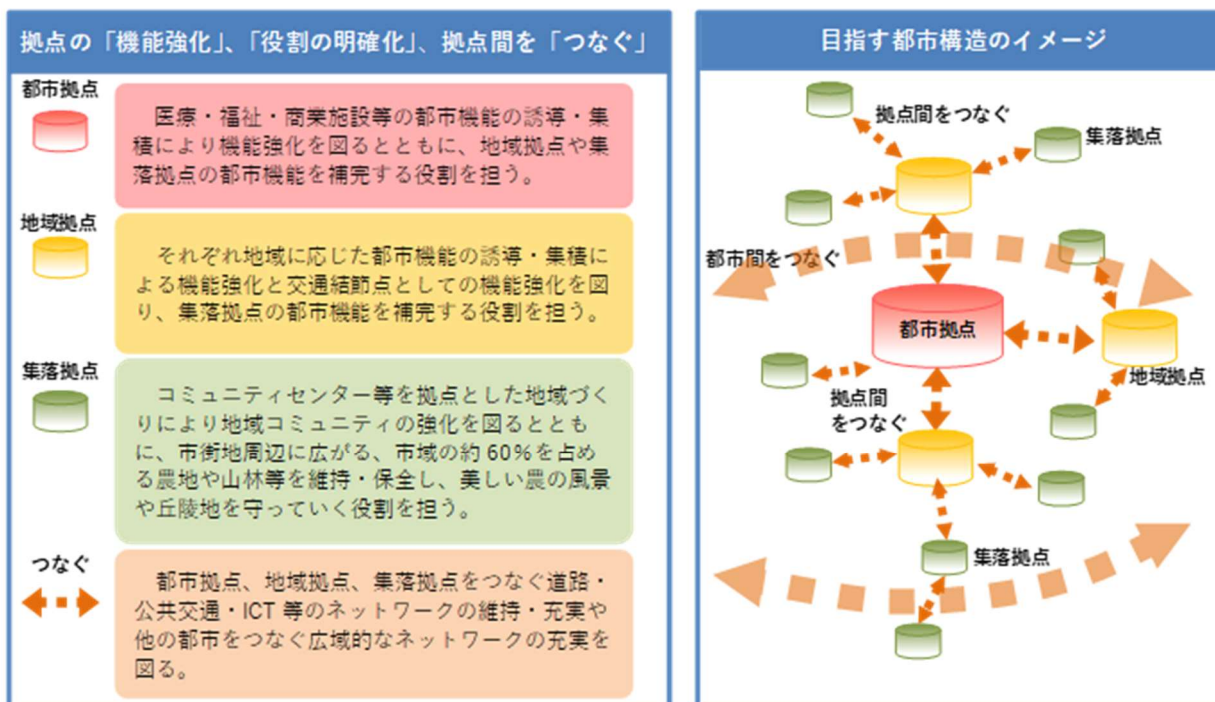 拠点の「機能強化」、「役割の明確化」、拠点間を「つなぐ」
都市拠点
医療・福祉・商業施設等の都市機能の誘導・集
積により機能強化を図るとともに、地域拠点や集
落拠点の都市機能を補完する役割を担う。
地域拠点
それぞれ地域に応じた都市機能の誘導・集積によ
る機能強化と交通結節点としての機能強化を図
り、集落拠点の都市機能を補完する役割を担う。
集落拠点
コミュニティセンター等を拠点とした地域づく
りにより地域コミュニティの強化を図るととも
に、市街地周辺に広がる、市域の約 60%を占め
る農地や山林等を維持・保全し、美しい農の風景
や丘陵地を守っていく役割を担う。
つなぐ
都市拠点、地域拠点、集落拠点をつなぐ道路・
公共交通・ICT 等のネットワークの維持・充実や
他の都市をつなぐ広域的なネットワークの充実を
図る。
目指す都市構造のイメージ
拠点間をつなぐ
集落拠点
都市間をつなぐ
都市拠点
地域拠点
拠点間
をつなぐ
集落拠点